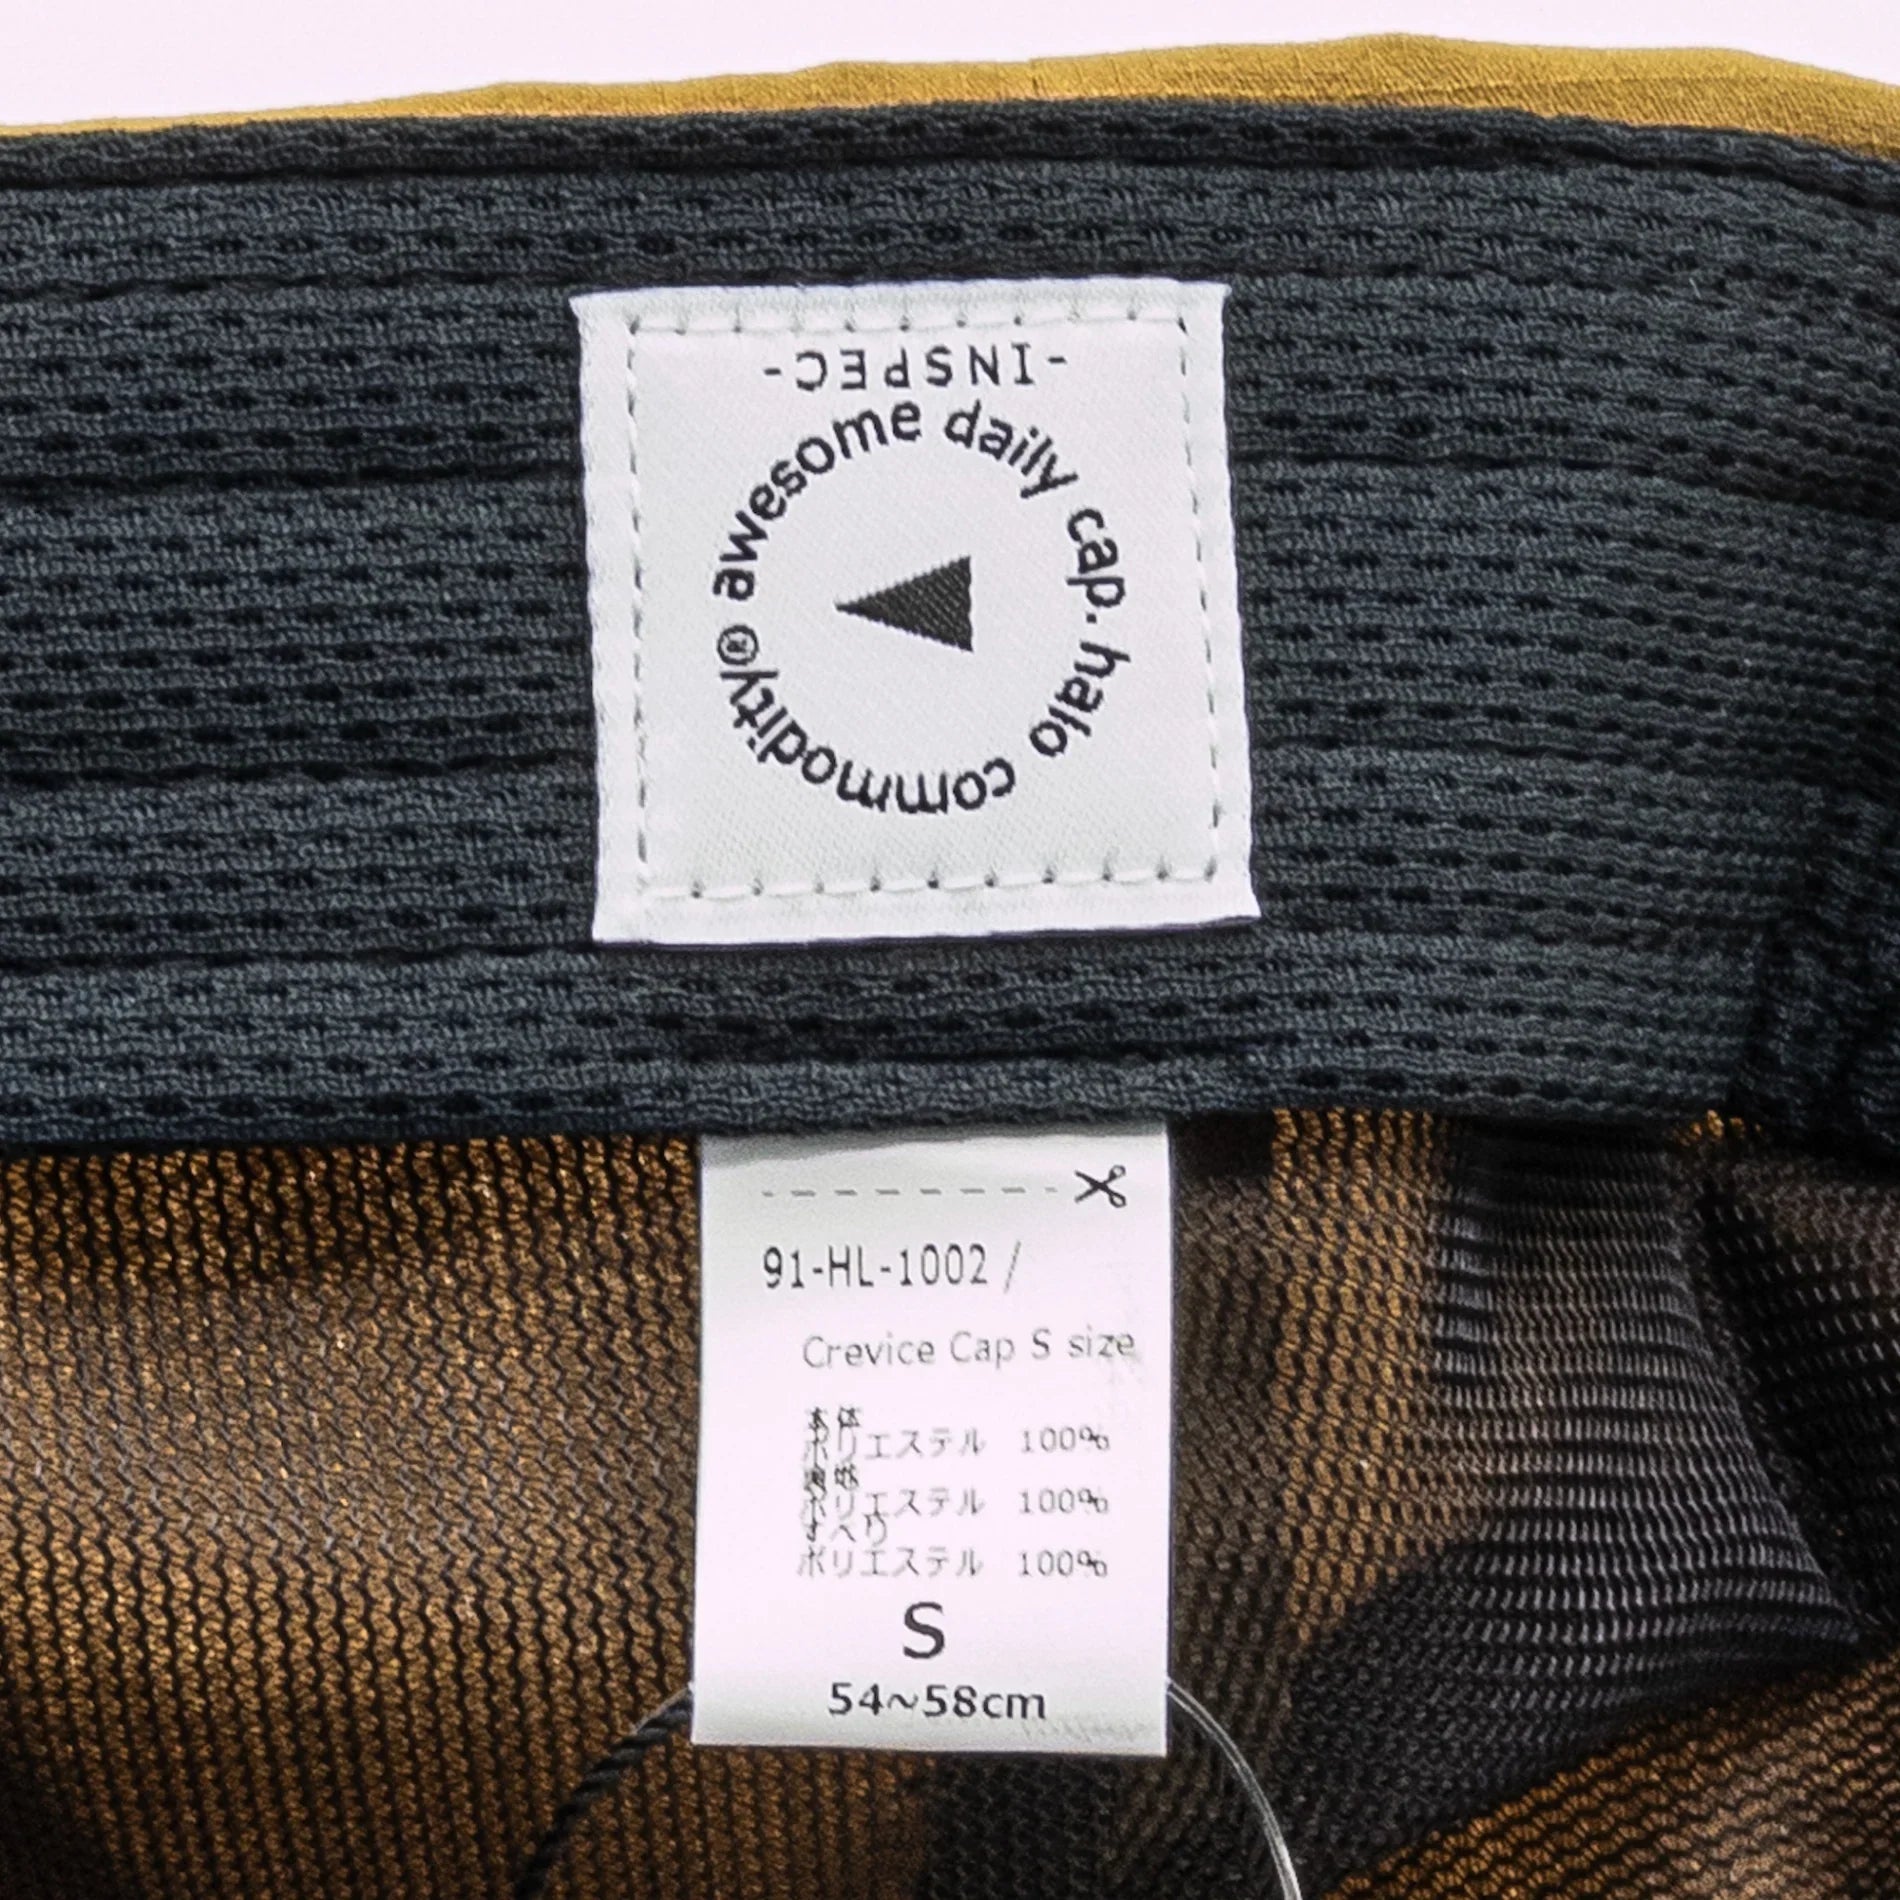 -INSPEC-
awesome daily cap. halo commodity®
91-HL-1002 /
Crevice Cap S size
本体
ポリエステル 100%
裏地
ポリエステル 100%
すべり
ポリエステル 100%
S
54~58cm